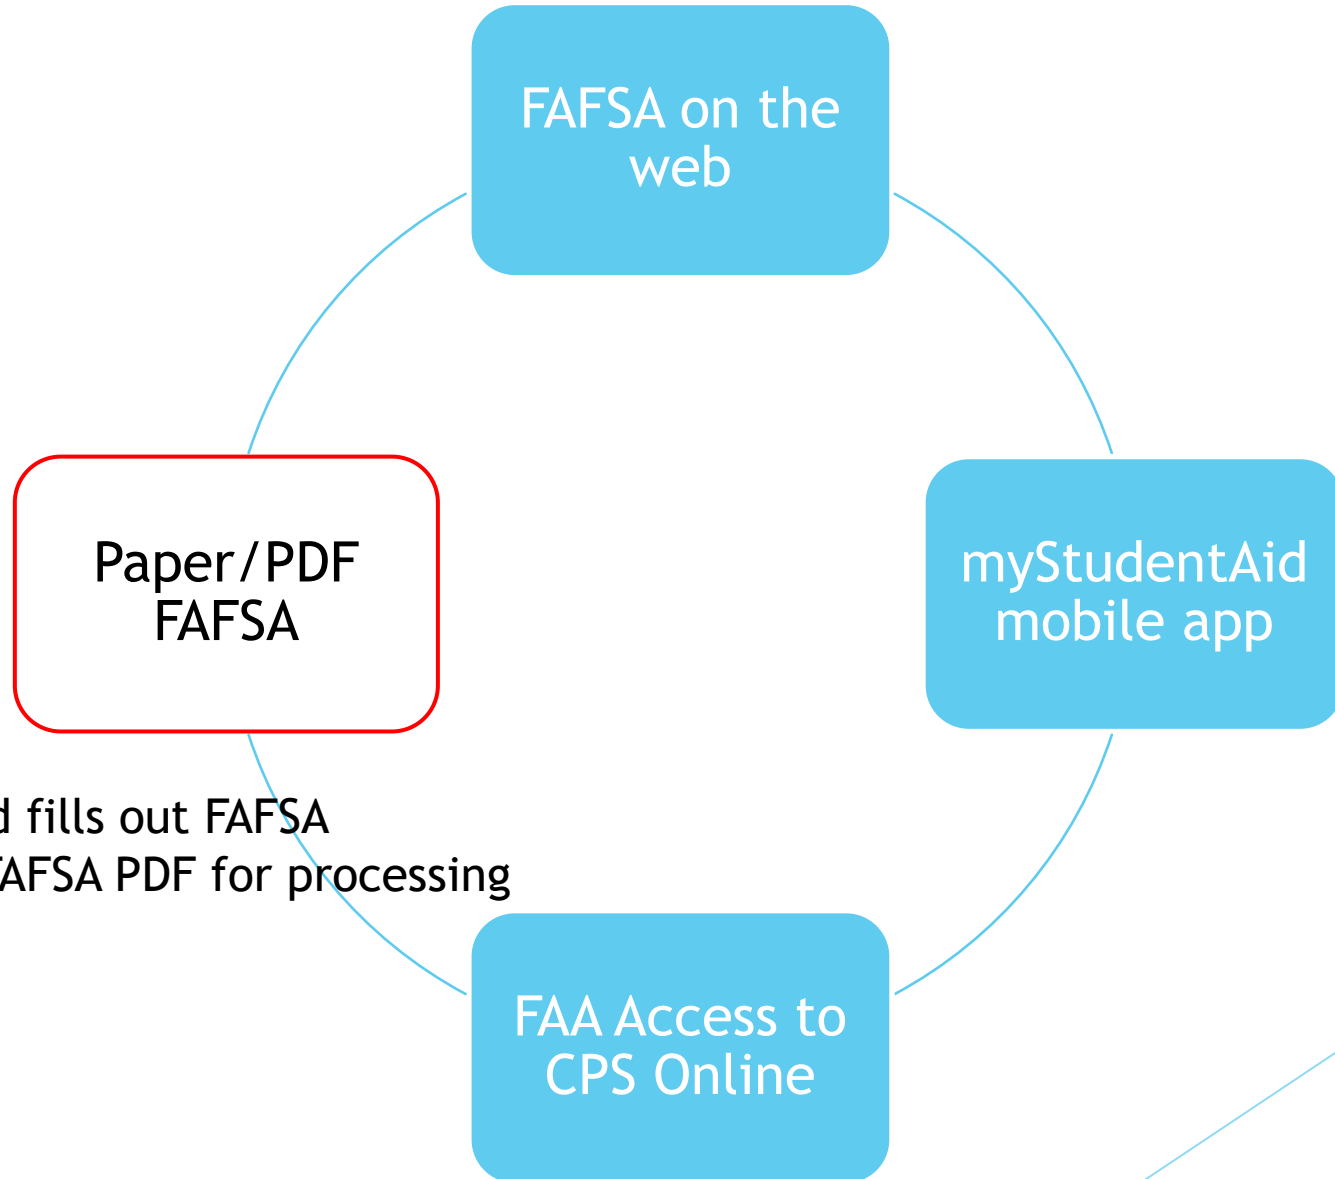 FAFSA on the
web
Paper/PDF
FAFSA
myStudentAid
mobile app
fills out FAFSA
PDF for processing
FAA Access to
CPS Online